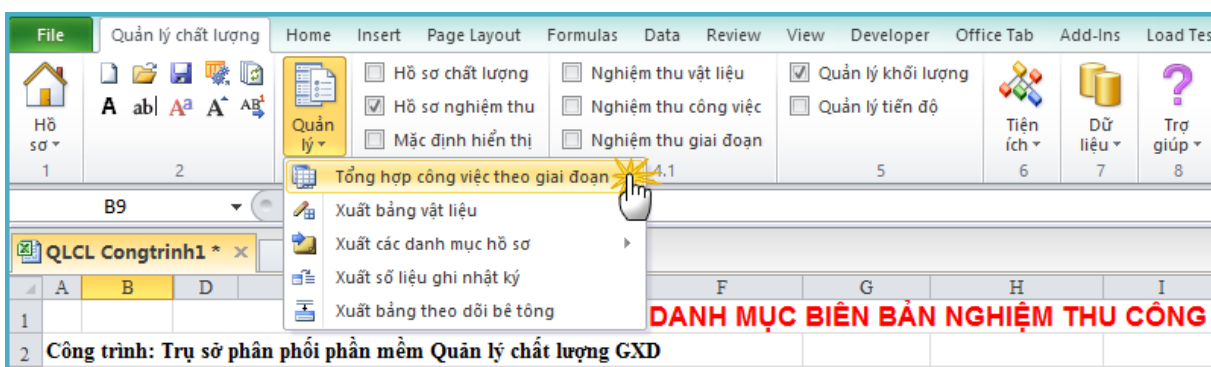 File Quản lý chất lượng Home Insert Page Layout Formulas Data Review View Developer Office Tab Add-Ins Load Tes
Hồ sơ chất lượng Nghiệm thu vật liệu Quản lý khối lượng
A ab| Aa A AB¹ Hồ sơ nghiệm thu Nghiệm thu công việc Quản lý tiến độ
Hồ sơ Quản lý Mặc định hiển thị Nghiệm thu giai đoạn Tiện ích Dữ liệu Trợ giúp
1 2 4.1 5 6 7 8
Tổng hợp công việc theo giai đoạn
B9 Xuất bảng vật liệu
QLCL Congtrinh1 * Xuất các danh mục hồ sơ
Xuất số liệu ghi nhật ký
A B D F G H I
Xuất bảng theo dõi bê tông
1 DANH MỤC BIÊN BẢN NGHIỆM THU CÔNG
2 Công trình: Trụ sở phân phối phần mềm Quản lý chất lượng GXD